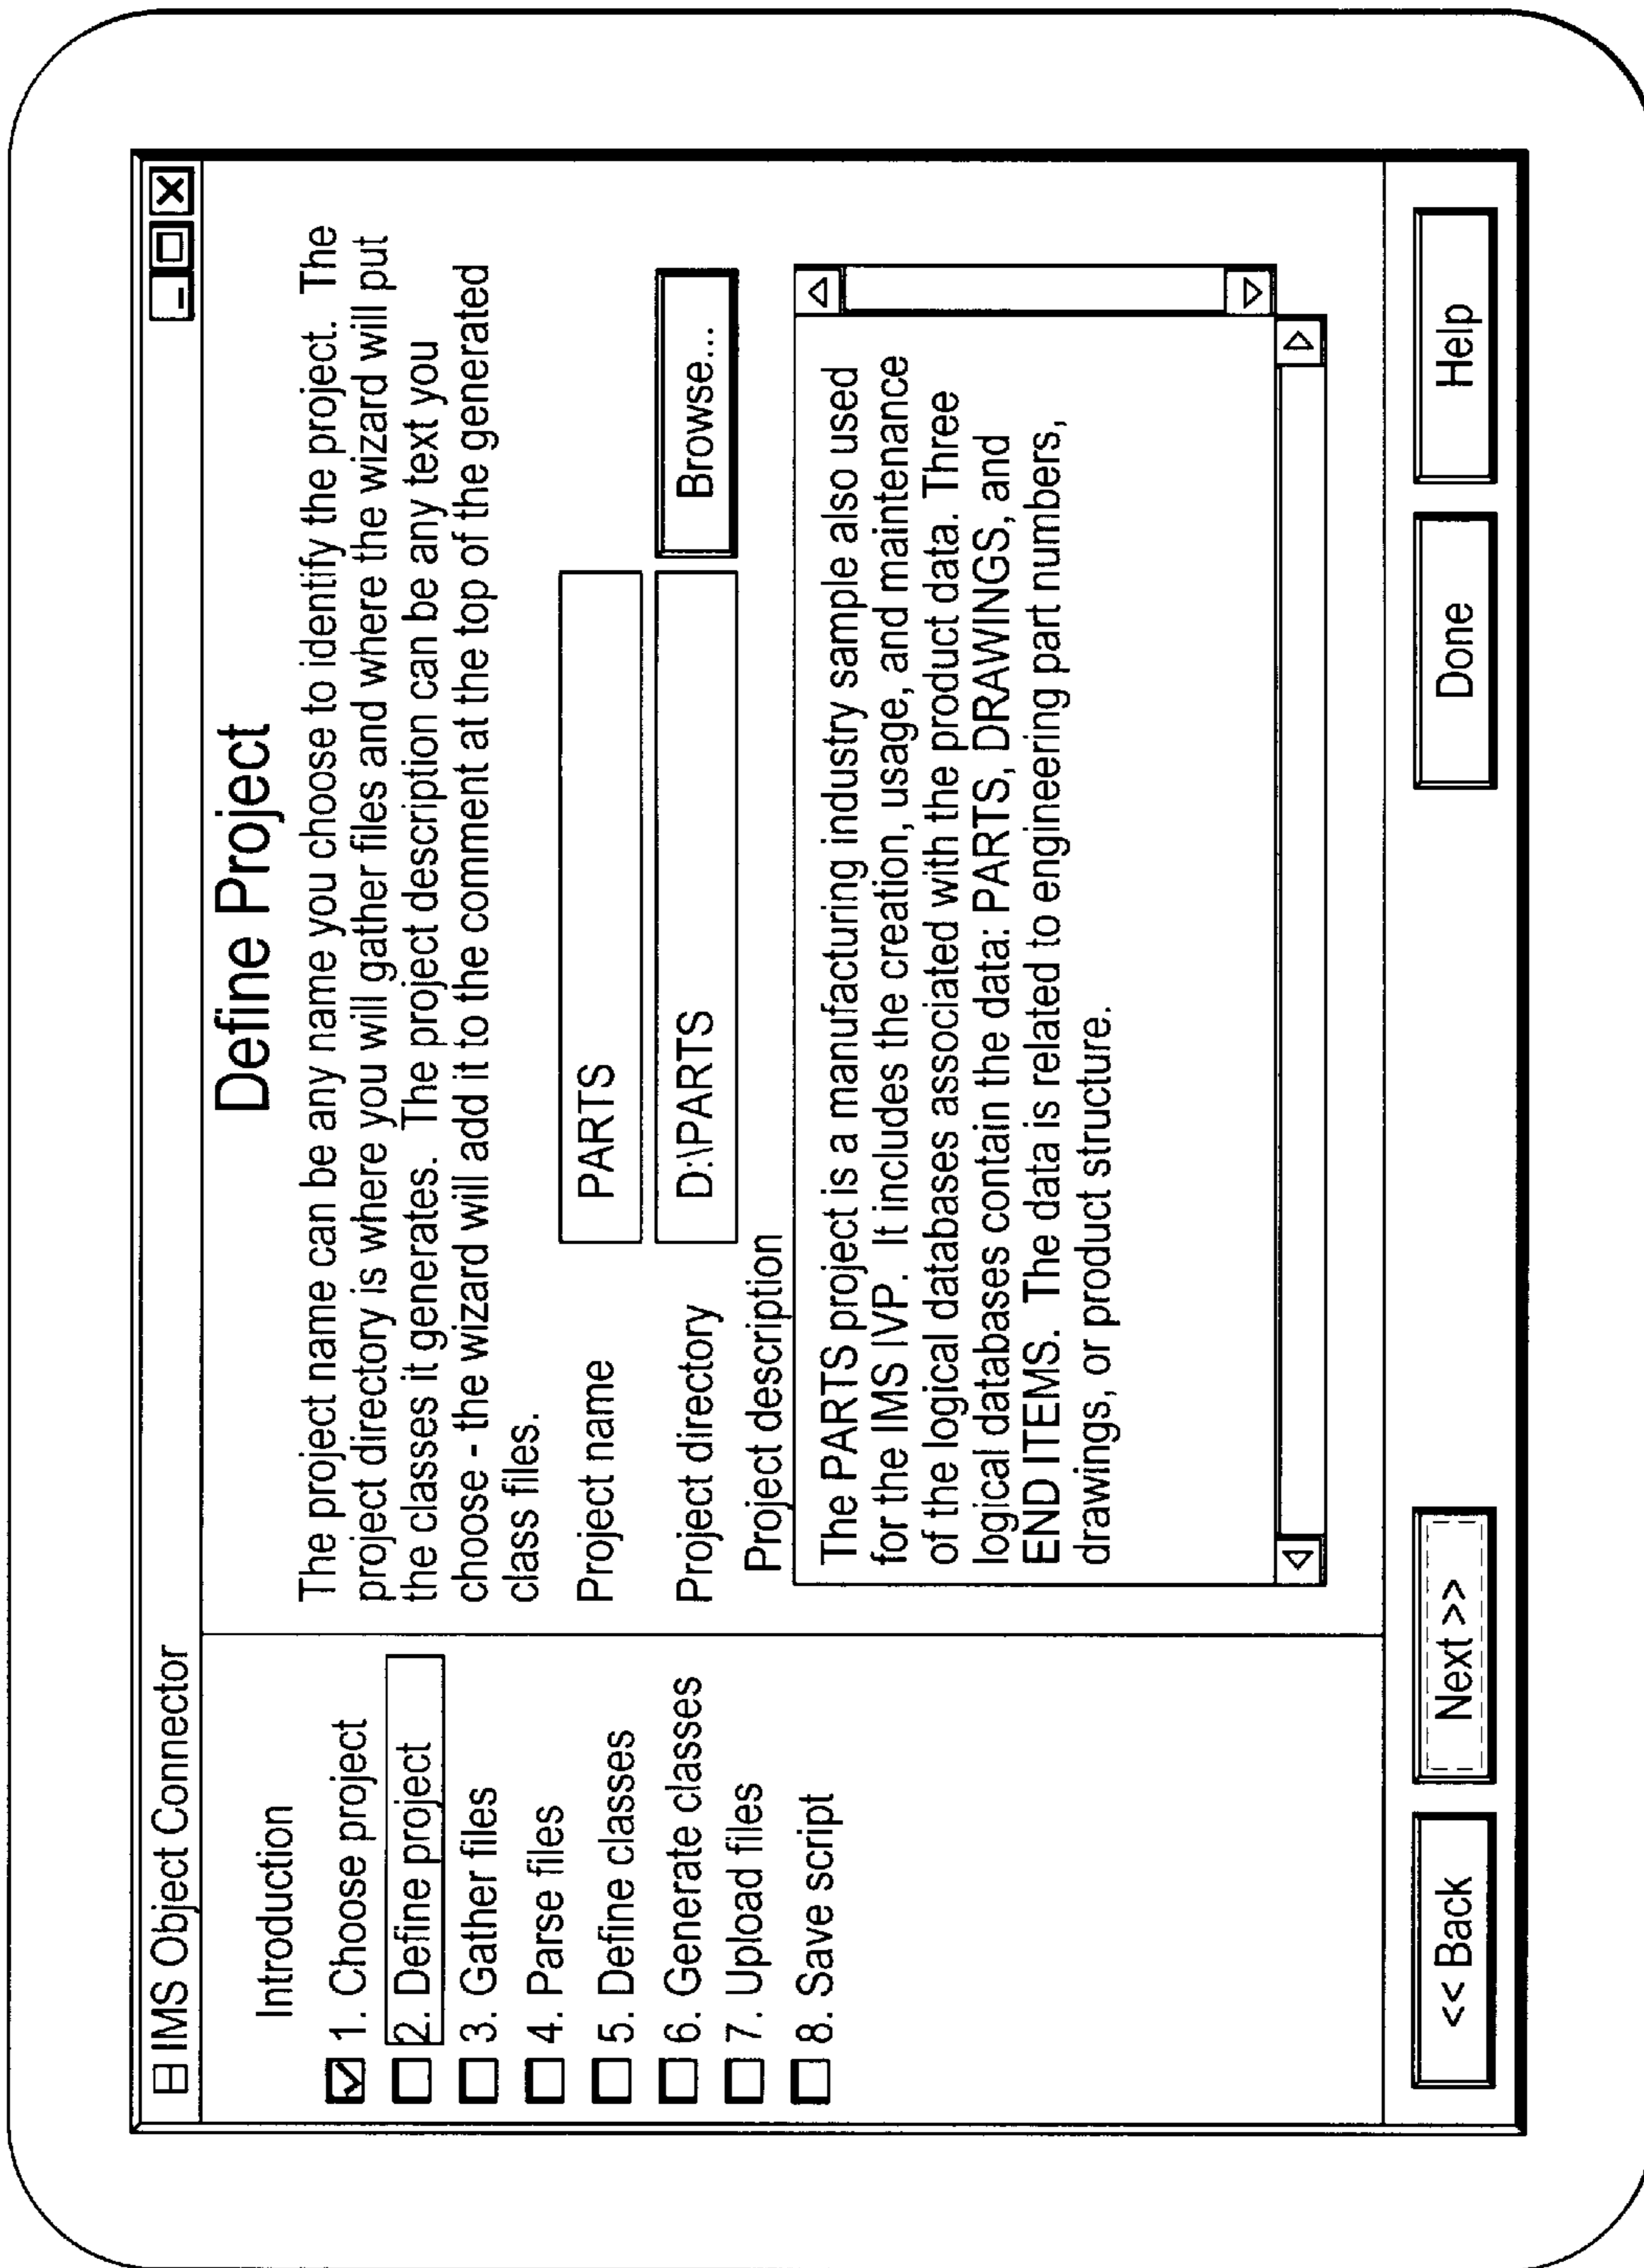 IMS Object Connector
Introduction
1. Choose project
2. Define project
3. Gather files
4. Parse files
5. Define classes
6. Generate classes
7. Upload files
8. Save script
Define Project
The project name can be any name you choose to identify the project. The
project directory is where you will gather files and where the wizard will put
the classes it generates. The project description can be any text you
choose - the wizard will add it to the comment at the top of the generated
class files.
Project name PARTS
Project directory D:\PARTS Browse...
Project description
The PARTS project is a manufacturing industry sample also used
for the IMS IVP. It includes the creation, usage, and maintenance
of the logical databases associated with the product data. Three
logical databases contain the data: PARTS, DRAWINGS, and
END ITEMS. The data is related to engineering part numbers,
drawings, or product structure.
<< Back Next >> Done Help